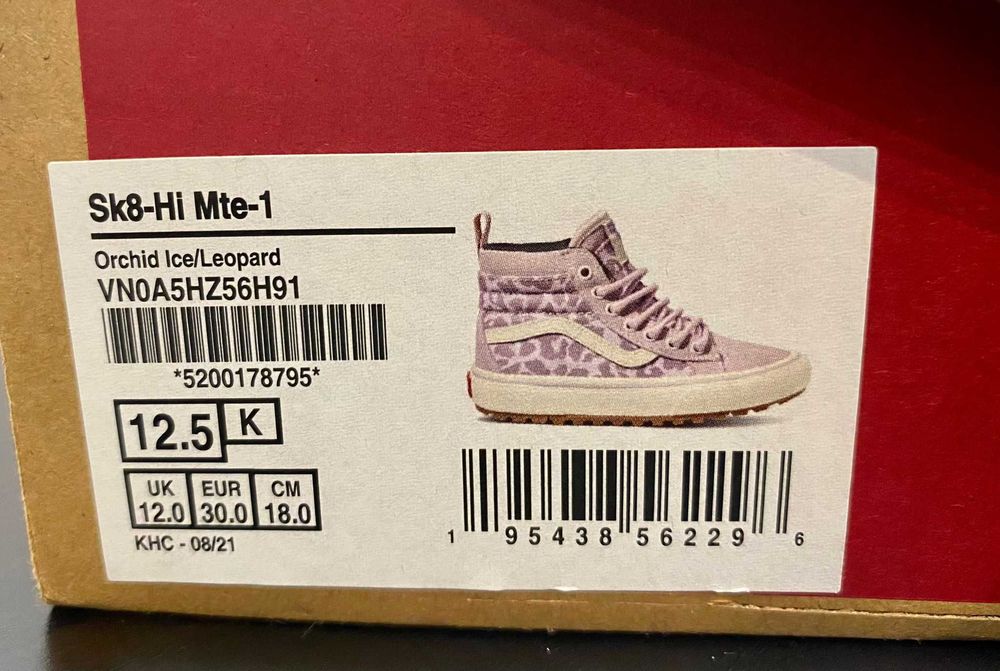 Sk8-Hi Mte-1
Orchid Ice/Leopard
VN0A5HZ56H91
*5200178795*
12.5 K
UK EUR CM
12.0 30.0 18.0
KHC - 08/21
1 95438 56229 6